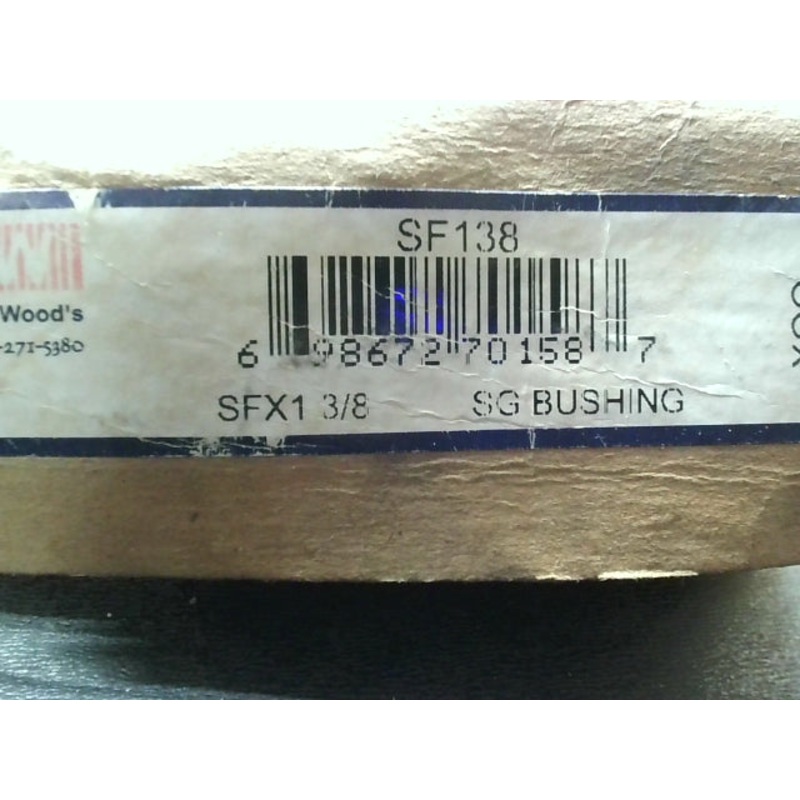 SF138
Wood's
-271-5380
6 98672 70158 7
SFX1 3/8 SG BUSHING